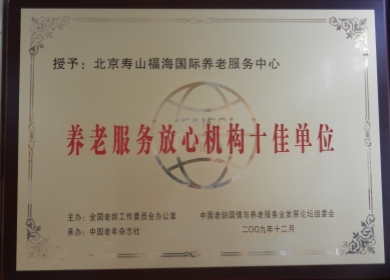 授予：北京寿山福海国际养老服务中心
养老服务放心机构十佳单位
主办：全国老龄工作委员会办公室
中国老龄国情与养老服务业发展论坛组委会
承办：中国老年杂志社
二〇〇九年十二月